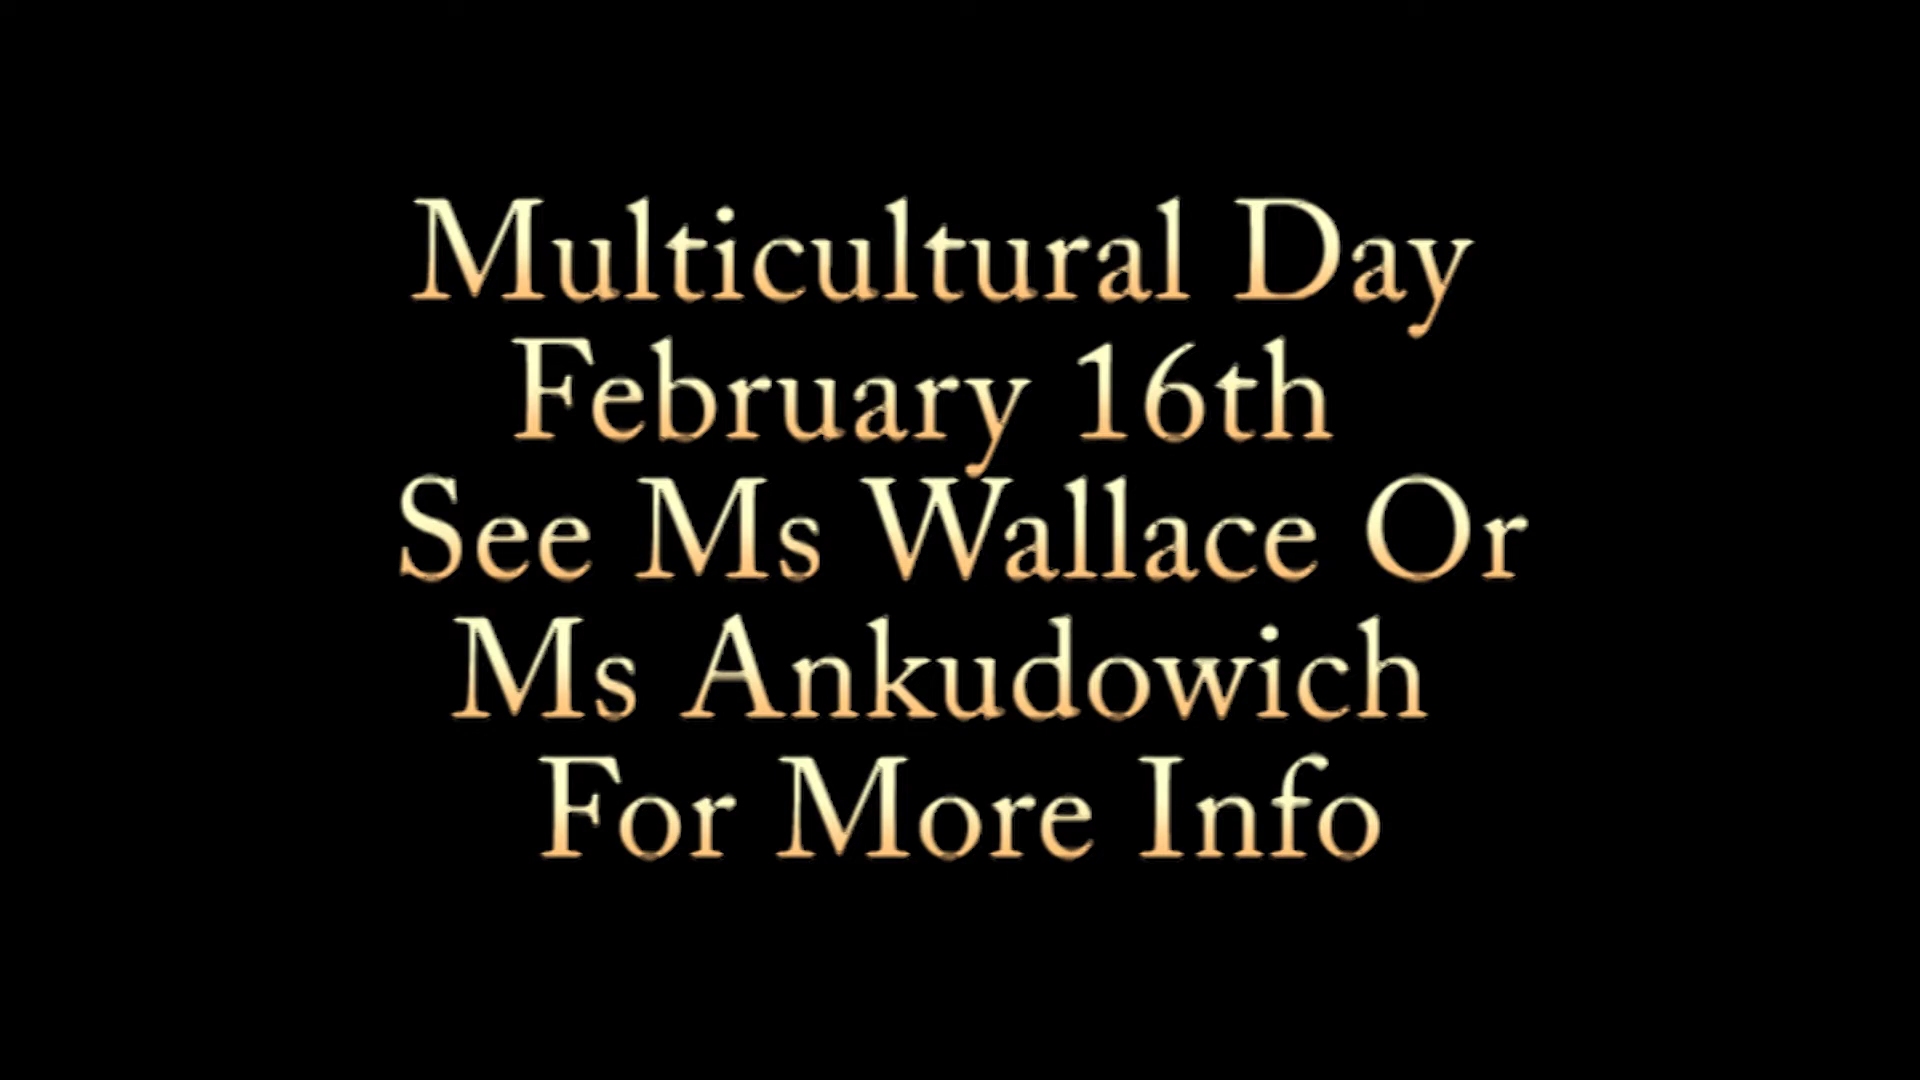 Multicultural Day
February 16th
See Ms Wallace Or
Ms Ankudowich
For More Info